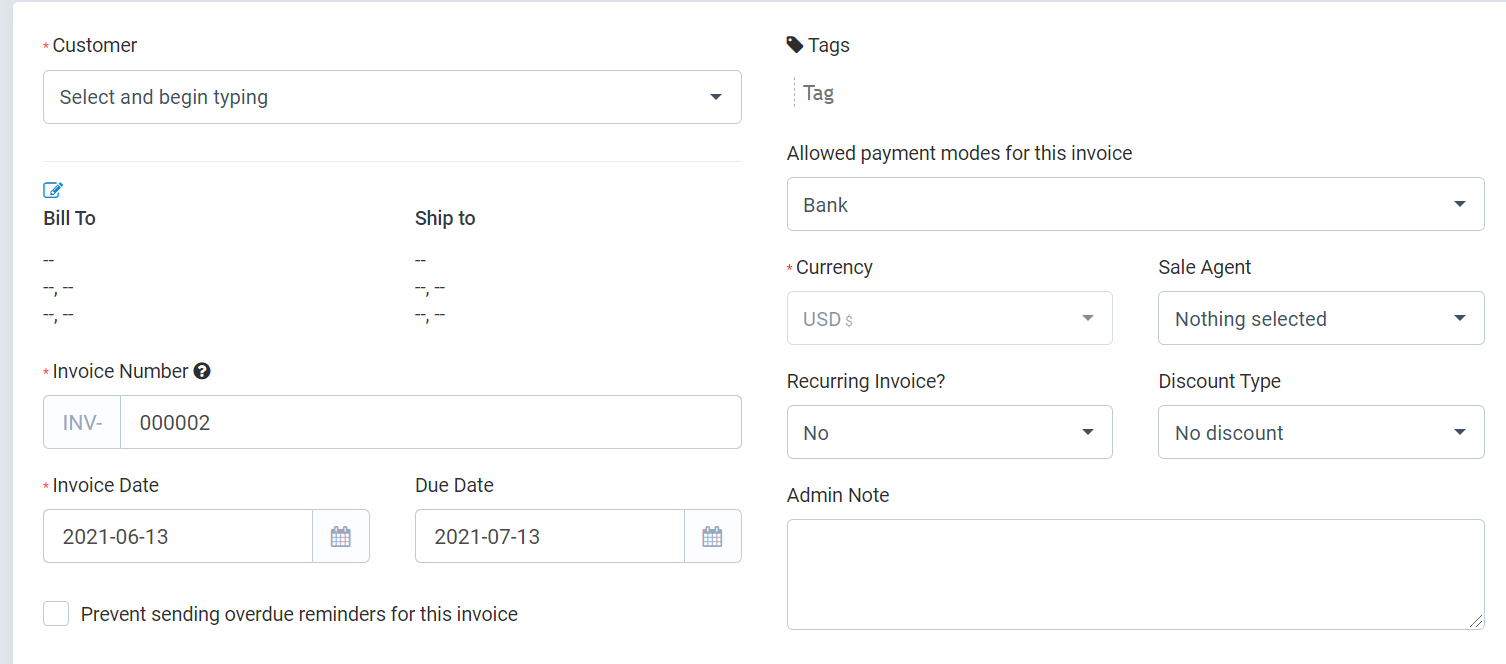 * Customer
Select and begin typing
Bill To
--
--, --
--, --
Ship to
--
--, --
--, --
* Invoice Number
INV- 000002
* Invoice Date
2021-06-13
Due Date
2021-07-13
Prevent sending overdue reminders for this invoice
Tags
Tag
Allowed payment modes for this invoice
Bank
* Currency
USD $
Sale Agent
Nothing selected
Recurring Invoice?
No
Discount Type
No discount
Admin Note